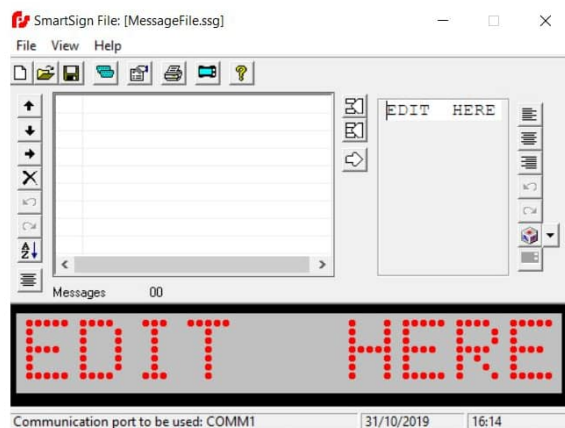 SmartSign File: [MessageFile.ssg]
File View Help
EDIT HERE
Messages 00
EDIT HERE
Communication port to be used: COMM1 31/10/2019 16:14